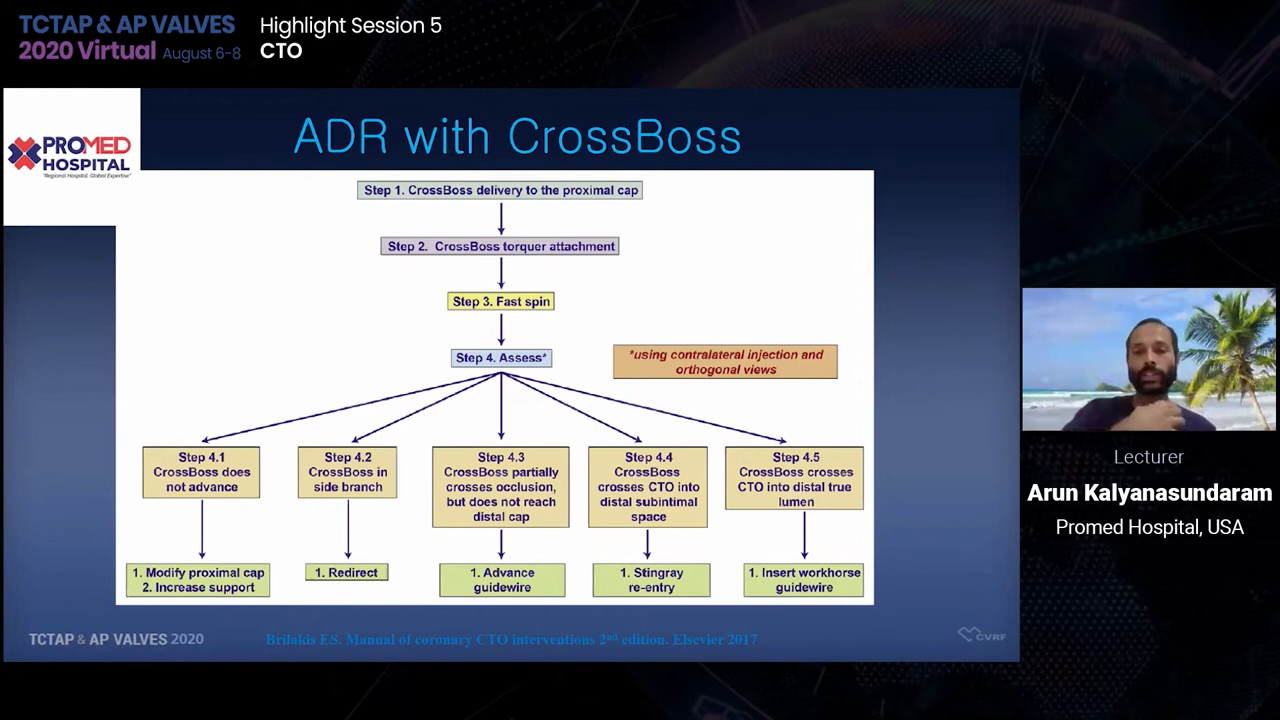 TCTAP & AP VALVES
2020 Virtual August 6-8
Highlight Session 5
CTO
PROMED
HOSPITAL
"Regional Hospital. Global Expertise"
ADR with CrossBoss
Step 1. CrossBoss delivery to the proximal cap
Step 2. CrossBoss torquer attachment
Step 3. Fast spin
Step 4. Assess*
*using contralateral injection and
orthogonal views
Step 4.1
CrossBoss does
not advance
Step 4.2
CrossBoss in
side branch
Step 4.3
CrossBoss partially
crosses occlusion,
but does not reach
distal cap
Step 4.4
CrossBoss
crosses CTO into
distal subintimal
space
Step 4.5
CrossBoss crosses
CTO into distal true
lumen
1. Modify proximal cap
2. Increase support
1. Redirect
1. Advance
guidewire
1. Stingray
re-entry
1. Insert workhorse
guidewire
TCTAP & AP VALVES 2020
Brilakis ES. Manual of coronary CTO interventions 2nd edition. Elsevier 2017
CVRF
Lecturer
Arun Kalyanasundaram
Promed Hospital, USA